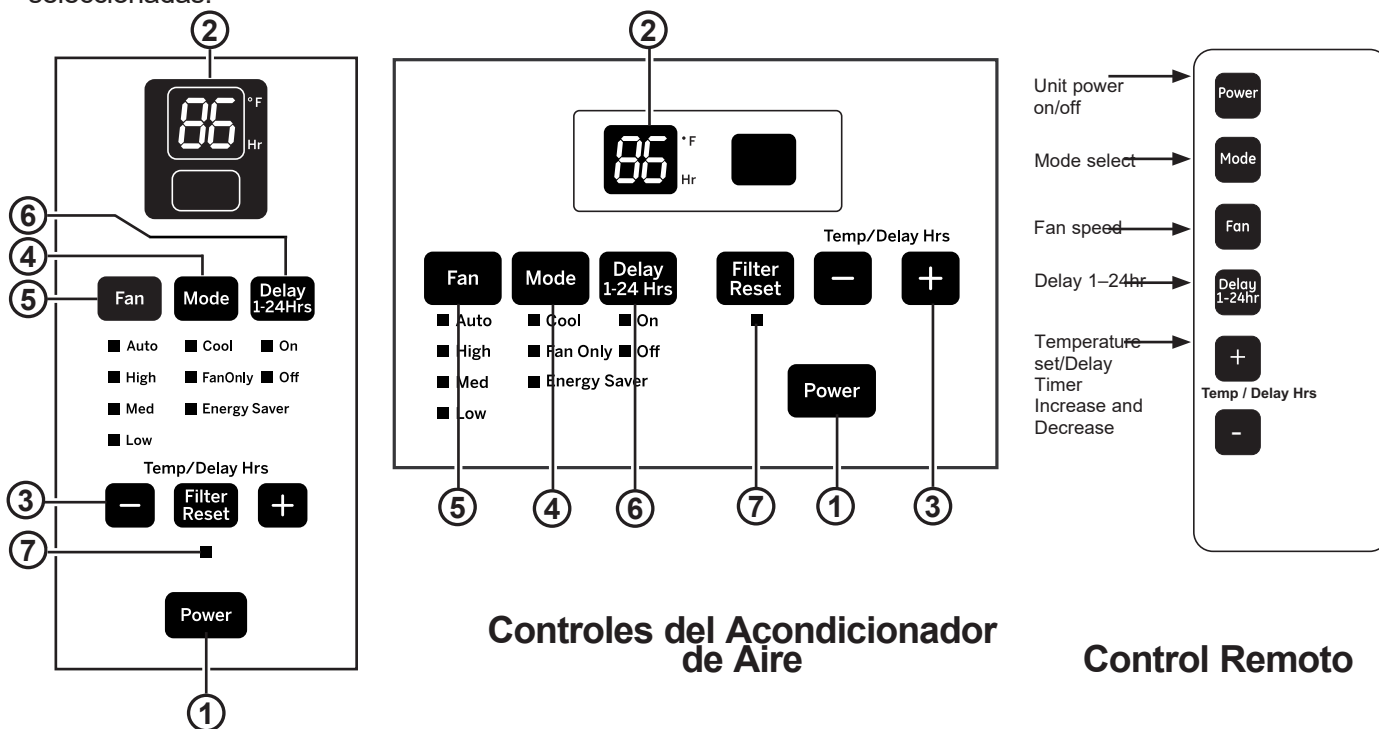 seleccionadas.
2
86 °F
Hr
6
4
5
Fan Mode Delay
1-24Hrs
Auto Cool On
High FanOnly Off
Med Energy Saver
Low
Temp/Delay Hrs
3
− Filter
Reset +
7
Power
1
2
86 °F
Hr
Temp/Delay Hrs
Fan Mode Delay
1-24 Hrs Filter
Reset − +
Auto Cool On
High Fan Only Off
Med Energy Saver
Low
Power
5 4 6 7 1 3
Controles del Acondicionador
de Aire
Unit power
on/off
Power
Mode select
Mode
Fan speed
Fan
Delay 1–24hr
Delay
1-24hr
Temperature
set/Delay
Timer
Increase and
Decrease
+
Temp / Delay Hrs
-
Control Remoto